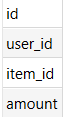 id
user_id
item_id
amount